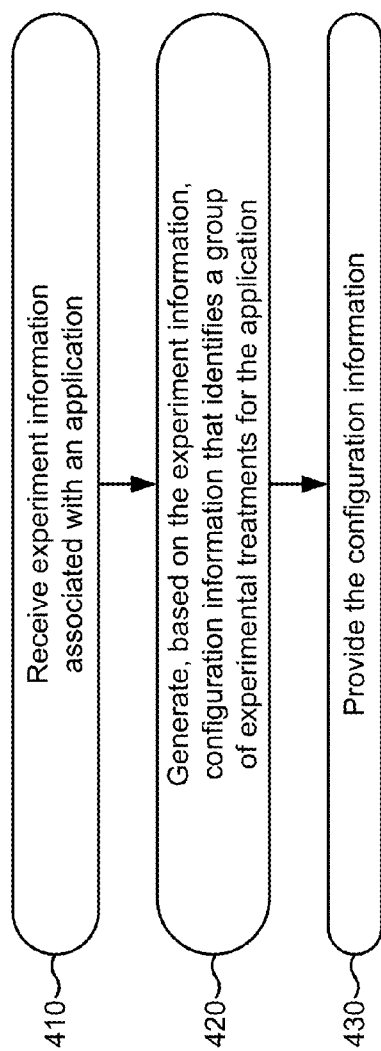 410
Receive experiment information
associated with an application
420
Generate, based on the experiment information,
configuration information that identifies a group
of experimental treatments for the application
430
Provide the configuration information